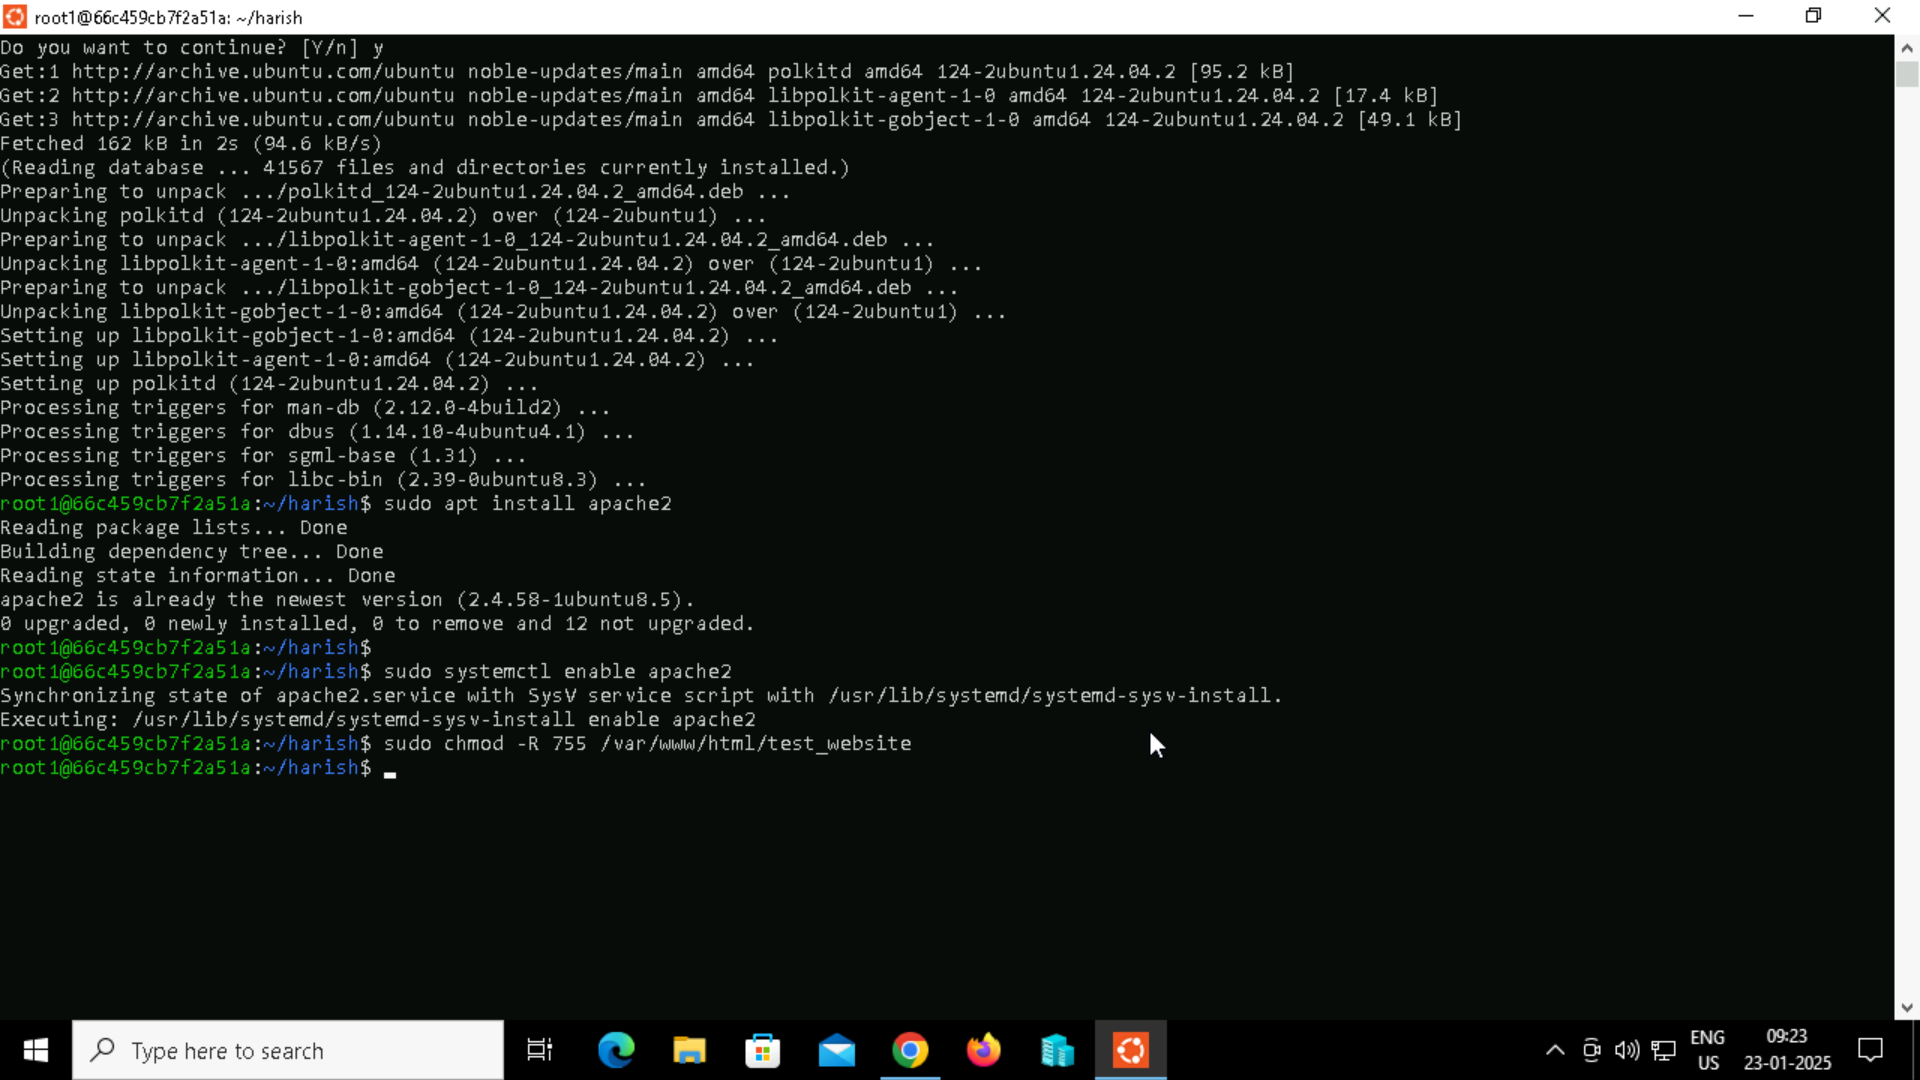 root1@66c459cb7f2a51a: ~/harish
Do you want to continue? [Y/n] y
Get:1 http://archive.ubuntu.com/ubuntu noble-updates/main amd64 polkitd amd64 124-2ubuntu1.24.04.2 [95.2 kB]
Get:2 http://archive.ubuntu.com/ubuntu noble-updates/main amd64 libpolkit-agent-1-0 amd64 124-2ubuntu1.24.04.2 [17.4 kB]
Get:3 http://archive.ubuntu.com/ubuntu noble-updates/main amd64 libpolkit-gobject-1-0 amd64 124-2ubuntu1.24.04.2 [49.1 kB]
Fetched 162 kB in 2s (94.6 kB/s)
(Reading database ... 41567 files and directories currently installed.)
Preparing to unpack .../polkitd_124-2ubuntu1.24.04.2_amd64.deb ...
Unpacking polkitd (124-2ubuntu1.24.04.2) over (124-2ubuntu1) ...
Preparing to unpack .../libpolkit-agent-1-0_124-2ubuntu1.24.04.2_amd64.deb ...
Unpacking libpolkit-agent-1-0:amd64 (124-2ubuntu1.24.04.2) over (124-2ubuntu1) ...
Preparing to unpack .../libpolkit-gobject-1-0_124-2ubuntu1.24.04.2_amd64.deb ...
Unpacking libpolkit-gobject-1-0:amd64 (124-2ubuntu1.24.04.2) over (124-2ubuntu1) ...
Setting up libpolkit-gobject-1-0:amd64 (124-2ubuntu1.24.04.2) ...
Setting up libpolkit-agent-1-0:amd64 (124-2ubuntu1.24.04.2) ...
Setting up polkitd (124-2ubuntu1.24.04.2) ...
Processing triggers for man-db (2.12.0-4build2) ...
Processing triggers for dbus (1.14.10-4ubuntu4.1) ...
Processing triggers for sgml-base (1.31) ...
Processing triggers for libc-bin (2.39-0ubuntu8.3) ...
root1@66c459cb7f2a51a:~/harish$ sudo apt install apache2
Reading package lists... Done
Building dependency tree... Done
Reading state information... Done
apache2 is already the newest version (2.4.58-1ubuntu8.5).
0 upgraded, 0 newly installed, 0 to remove and 12 not upgraded.
root1@66c459cb7f2a51a:~/harish$
root1@66c459cb7f2a51a:~/harish$ sudo systemctl enable apache2
Synchronizing state of apache2.service with SysV service script with /usr/lib/systemd/systemd-sysv-install.
Executing: /usr/lib/systemd/systemd-sysv-install enable apache2
root1@66c459cb7f2a51a:~/harish$ sudo chmod -R 755 /var/www/html/test_website
root1@66c459cb7f2a51a:~/harish$
Type here to search
ENG
US
09:23
23-01-2025